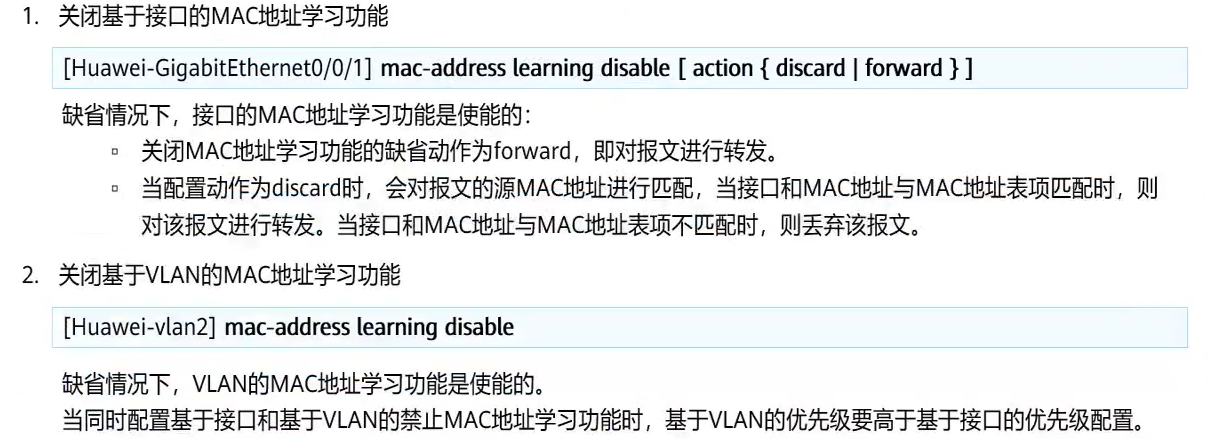 1. 关闭基于接口的MAC地址学习功能
[Huawei-GigabitEthernet0/0/1] mac-address learning disable [ action { discard | forward } ]
缺省情况下，接口的MAC地址学习功能是使能的：
▫ 关闭MAC地址学习功能的缺省动作为forward，即对报文进行转发。
▫ 当配置动作为discard时，会对报文的源MAC地址进行匹配，当接口和MAC地址与MAC地址表项匹配时，则
对该报文进行转发。当接口和MAC地址与MAC地址表项不匹配时，则丢弃该报文。
2. 关闭基于VLAN的MAC地址学习功能
[Huawei-vlan2] mac-address learning disable
缺省情况下，VLAN的MAC地址学习功能是使能的。
当同时配置基于接口和基于VLAN的禁止MAC地址学习功能时，基于VLAN的优先级要高于基于接口的优先级配置。